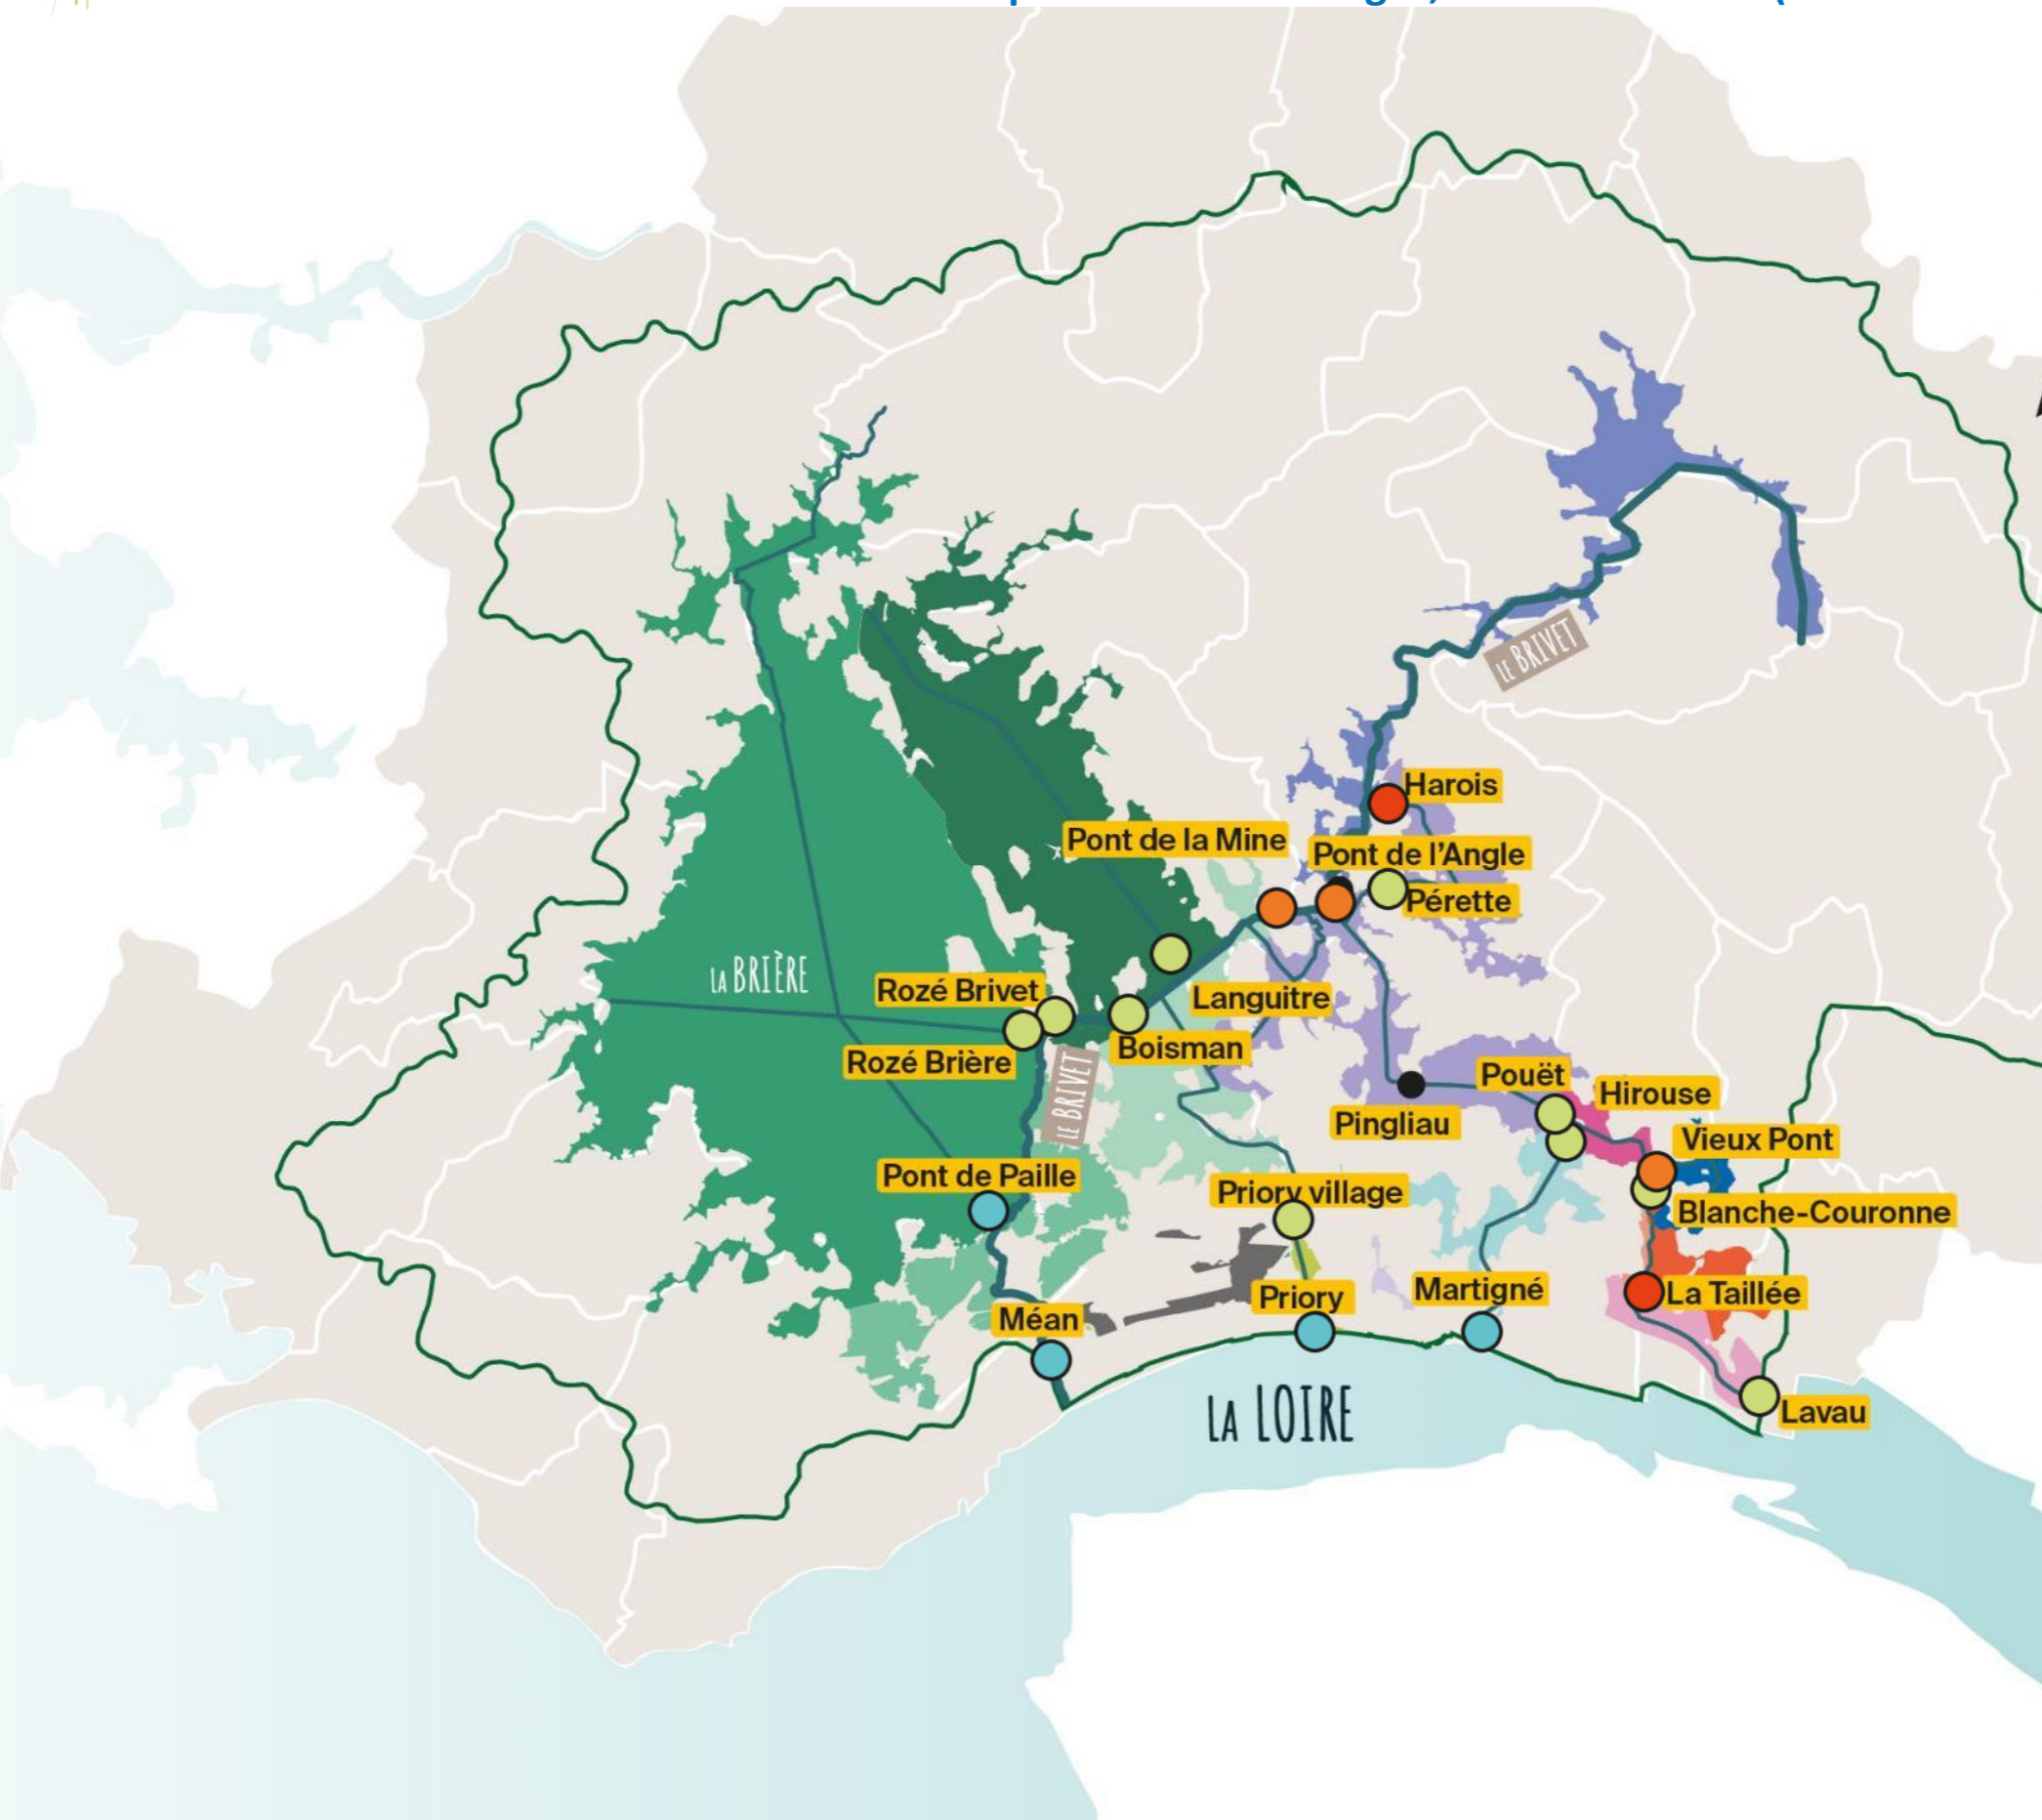 LE BRIVET
Harois
Pont de la Mine
Pont de l'Angle
Pérette
LA BRIÈRE
Rozé Brivet
Languitre
Boisman
Rozé Brière
LE BRIVET
Pouët
Hirouse
Pingliau
Vieux Pont
Pont de Paille
Priory village
Blanche-Couronne
Martigné
La Taillée
Priory
Méan
LA LOIRE
Lavau